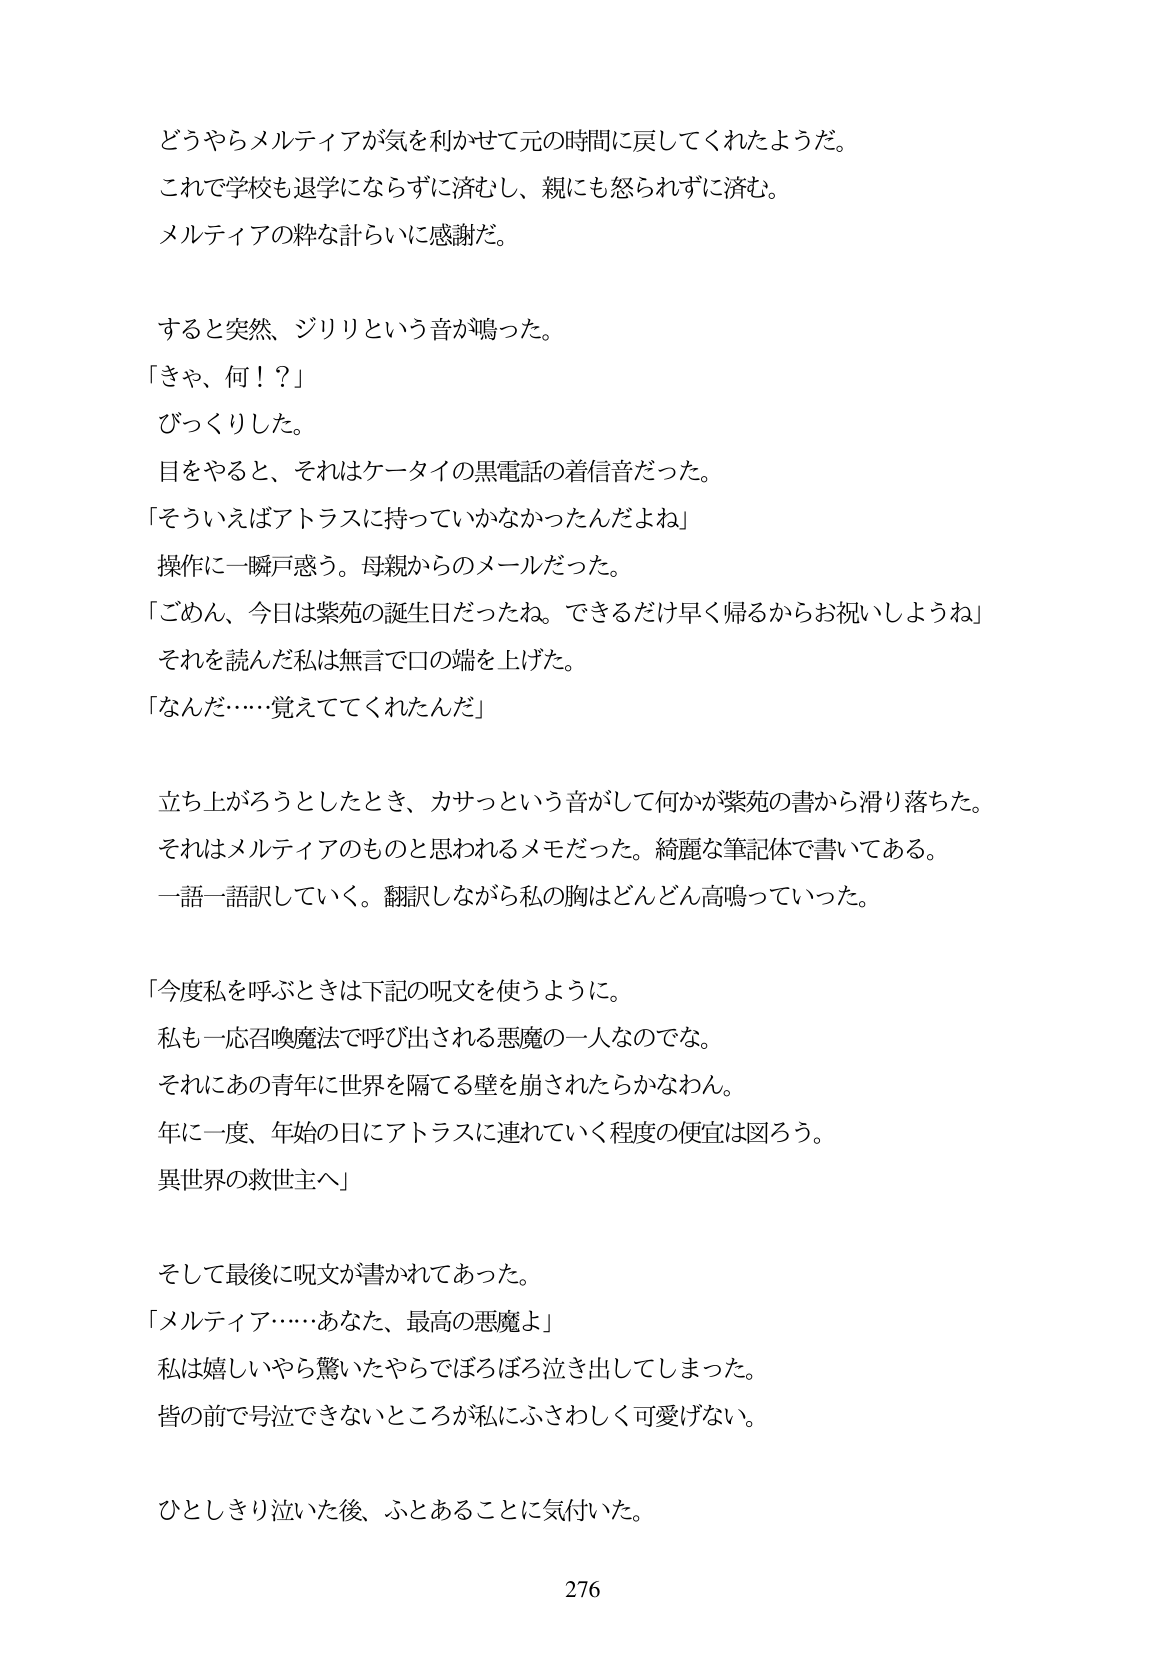 どうやらメルティアが気を利かせて元の時間に戻してくれたようだ。
これで学校も退学にならずに済むし、親にも怒られずに済む。
メルティアの粋な計らいに感謝だ。
すると突然、ジリリという音が鳴った。
「きゃ、何！？」
びっくりした。
目をやると、それはケータイの黒電話の着信音だった。
「そういえばアトラスに持っていかなかったんだよね」
操作に一瞬戸惑う。母親からのメールだった。
「ごめん、今日は紫苑の誕生日だったね。できるだけ早く帰るからお祝いしようね」
それを読んだ私は無言で口の端を上げた。
「なんだ……覚えててくれたんだ」
立ち上がろうとしたとき、カサっという音がして何かが紫苑の書から滑り落ちた。
それはメルティアのものと思われるメモだった。綺麗な筆記体で書いてある。
一語一語訳していく。翻訳しながら私の胸はどんどん高鳴っていった。
「今度私を呼ぶときは下記の呪文を使うように。
私も一応召喚魔法で呼び出される悪魔の一人なのでな。
それにあの青年に世界を隔てる壁を崩されたらかなわん。
年に一度、年始の日にアトラスに連れていく程度の便宜は図ろう。
異世界の救世主へ」
そして最後に呪文が書かれてあった。
「メルティア……あなた、最高の悪魔よ」
私は嬉しいやら驚いたやらでぼろぼろ泣き出してしまった。
皆の前で号泣できないところが私にふさわしく可愛げない。
ひとしきり泣いた後、ふとあることに気付いた。
276